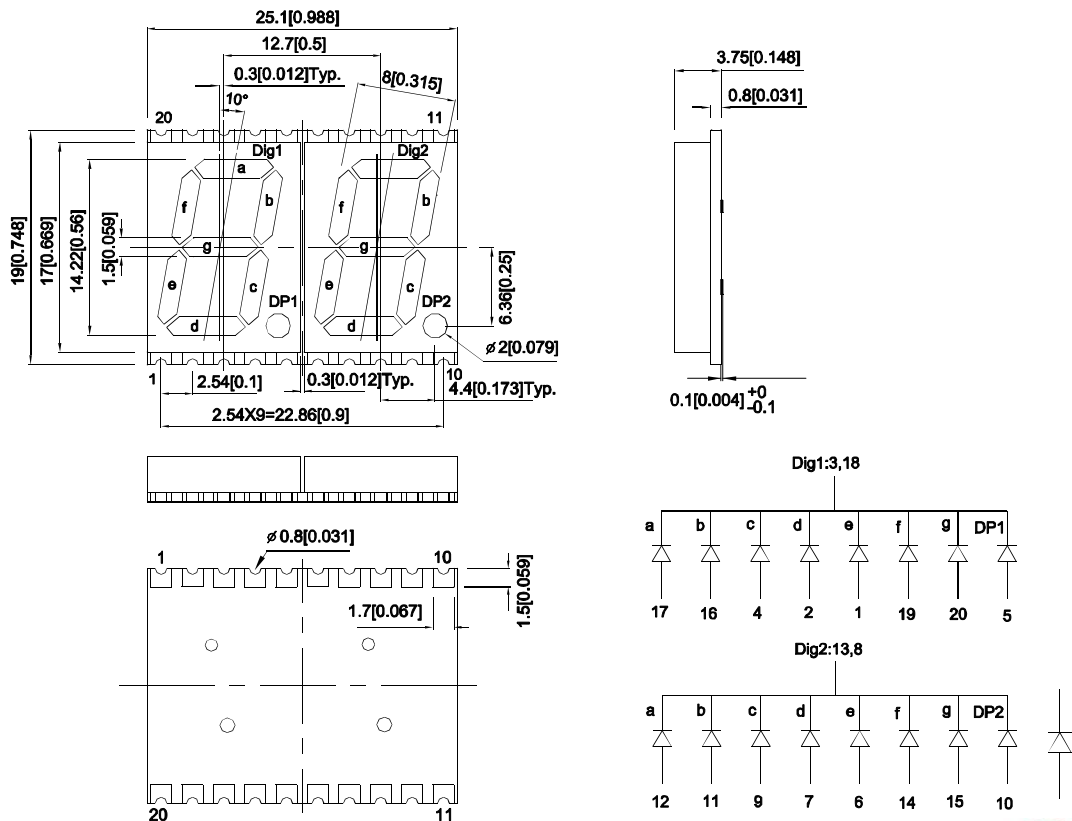 25.1[0.988]
12.7[0.5]
0.3[0.012]Typ.
8[0.315]
10°
20
11
Dig1
Dig2
a
b
f
g
e
c
d
DP1
f
b
g
e
c
d
DP2
19[0.748]
17[0.669]
14.22[0.56]
1.5[0.059]
6.36[0.25]
ø2[0.079]
1
10
2.54[0.1]
0.3[0.012]Typ.
4.4[0.173]Typ.
2.54X9=22.86[0.9]
3.75[0.148]
0.8[0.031]
0.1[0.004] +0 -0.1
ø0.8[0.031]
1
10
1.7[0.067]
1.5[0.059]
20
11
Dig1:3,18
a b c d e f g DP1
17 16 4 2 1 19 20 5
Dig2:13,8
a b c d e f g DP2
12 11 9 7 6 14 15 10